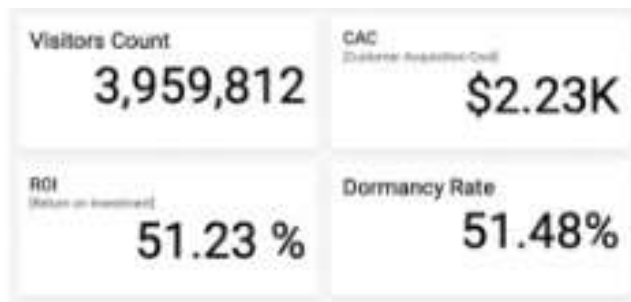 Visitors Count
3,959,812
CAC
(Customer Acquisition Cost)
$2.23K
ROI
(Return on Investment)
51.23 %
Dormancy Rate
51.48%